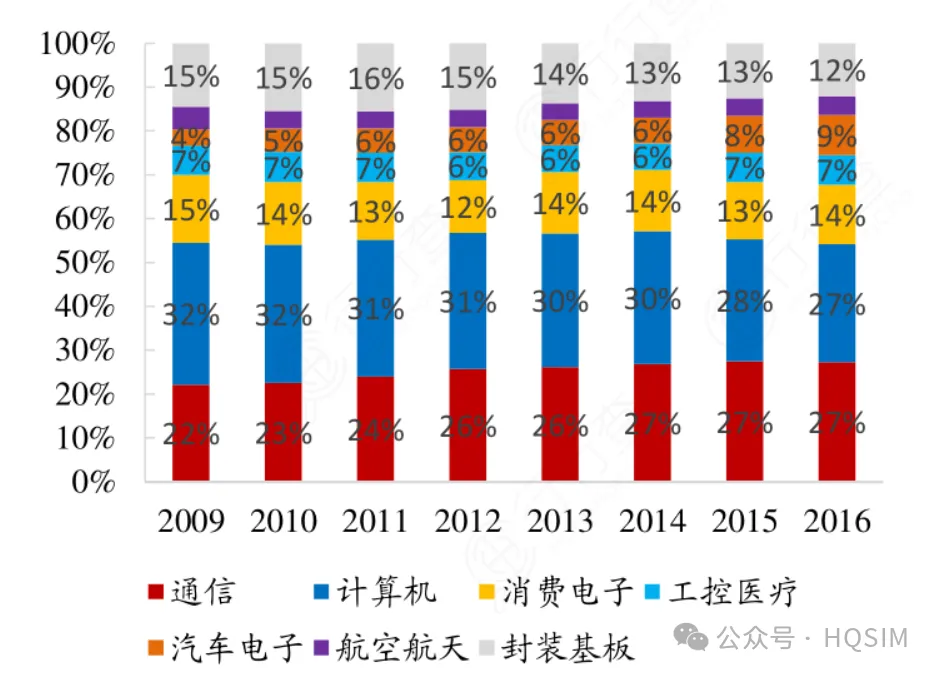 100%
15% 15% 16% 15% 14% 13% 13% 12%
90%
80%
4% 5% 6% 6% 6% 6% 8% 9%
7% 7% 7% 6% 6% 6% 7% 7%
70%
15% 14% 13% 12% 14% 14% 13% 14%
60%
50%
40%
32% 32% 31% 31% 30% 30% 28% 27%
30%
20%
22% 23% 24% 26% 26% 27% 27% 27%
10%
0%
2009 2010 2011 2012 2013 2014 2015 2016
通信 计算机 消费电子 工控医疗
汽车电子 航空航天 封装基板
公众号 · HQSIM